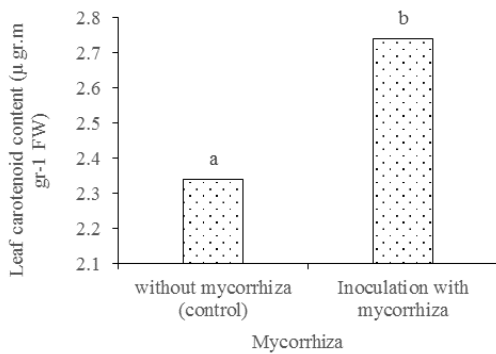 Leaf carotenoid content (µ gr.m
gr-1 FW)
2.8
2.7
2.6
2.5
2.4
2.3
2.2
2.1
a
b
without mycorrhiza
(control)
Inoculation with
mycorrhiza
Mycorrhiza